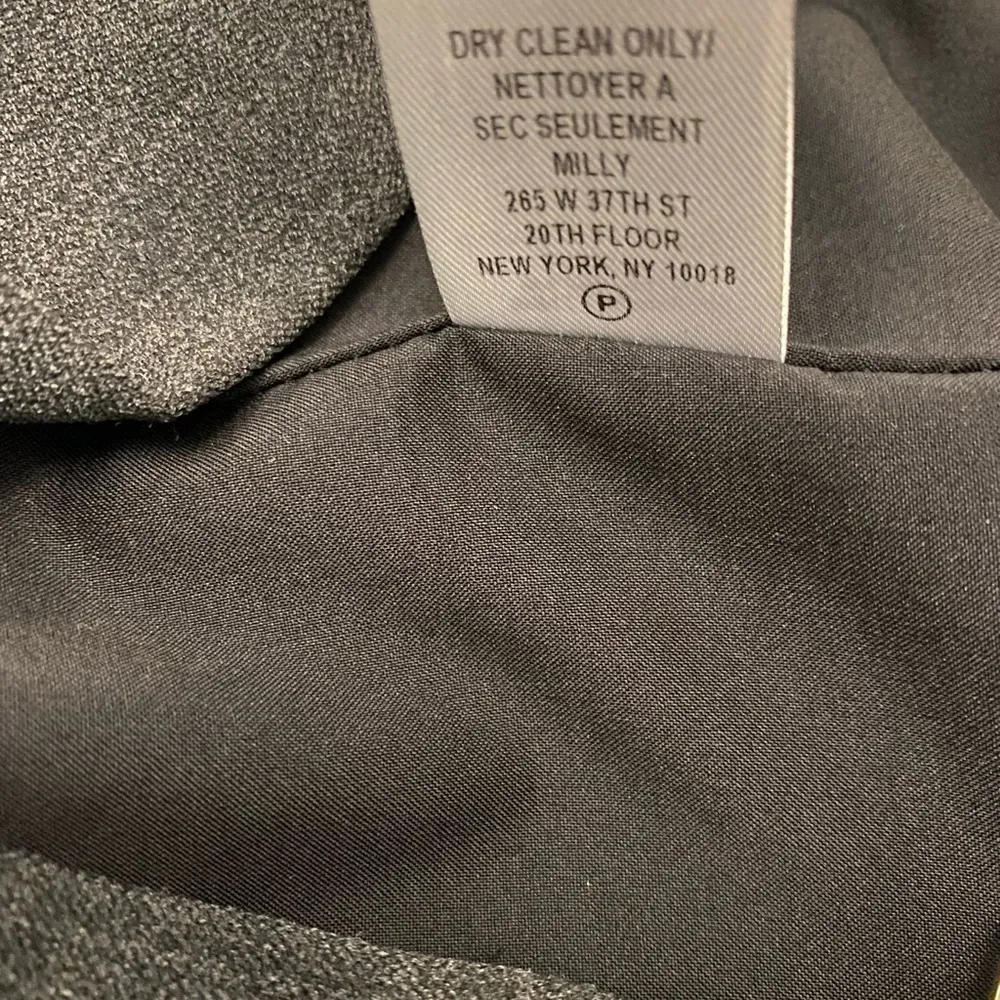 DRY CLEAN ONLY/
NETTOYER A
SEC SEULEMENT
MILLY
265 W 37TH ST
20TH FLOOR
NEW YORK, NY 10018
P